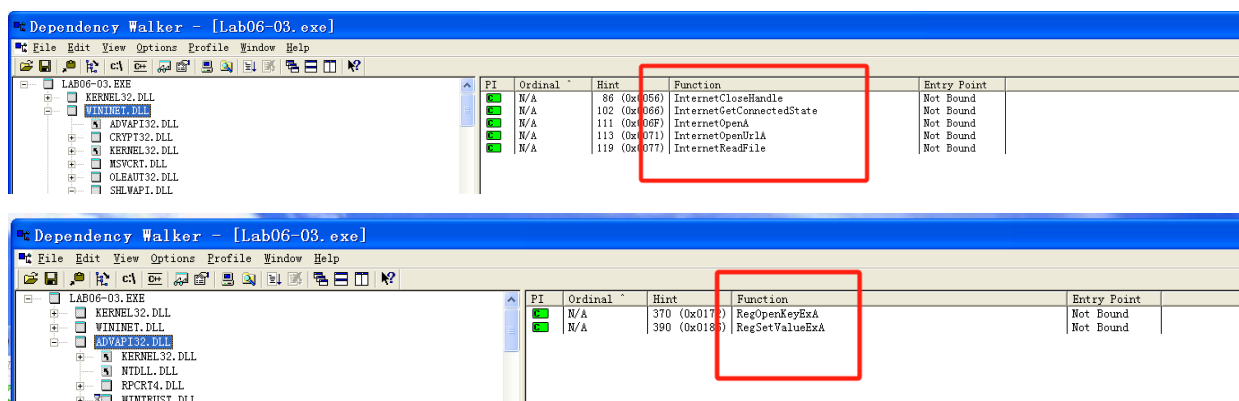 Dependency Walker - [Lab06-03.exe]
File Edit View Options Profile Window Help
LAB06-03.EXE
KERNEL32.DLL
WININET.DLL
ADVAPI32.DLL
CRYPT32.DLL
KERNEL32.DLL
MSVCRT.DLL
OLEAUT32.DLL
SHLWAPI.DLL
PI Ordinal ^ Hint Function Entry Point
C N/A 86 (0x0056) InternetCloseHandle Not Bound
C N/A 102 (0x0066) InternetGetConnectedState Not Bound
C N/A 111 (0x006F) InternetOpenA Not Bound
C N/A 113 (0x0071) InternetOpenUrlA Not Bound
C N/A 119 (0x0077) InternetReadFile Not Bound
Dependency Walker - [Lab06-03.exe]
File Edit View Options Profile Window Help
LAB06-03.EXE
KERNEL32.DLL
WININET.DLL
ADVAPI32.DLL
KERNEL32.DLL
NTDLL.DLL
RPCRT4.DLL
WINTRUST.DLL
PI Ordinal ^ Hint Function Entry Point
C N/A 370 (0x0172) RegOpenKeyExA Not Bound
C N/A 390 (0x0186) RegSetValueExA Not Bound